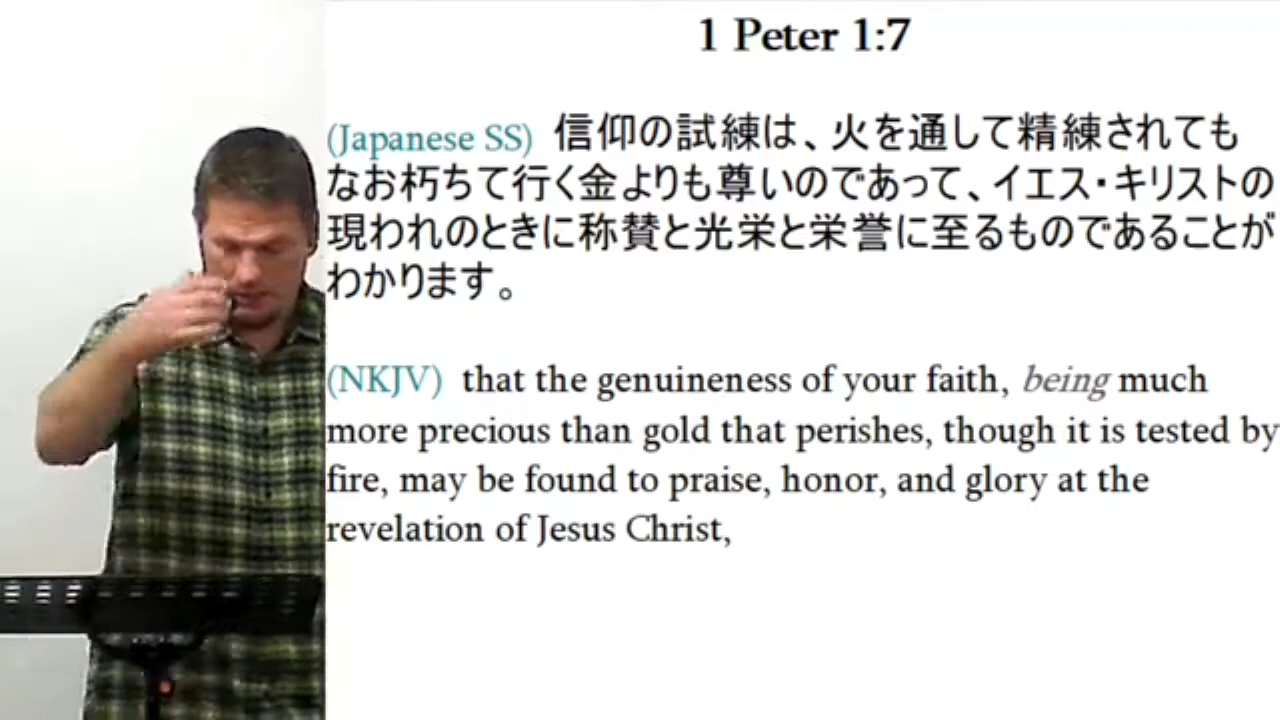 1 Peter 1:7
(Japanese SS) 信仰の試練は、火を通して精練されても
なお朽ちて行く金よりも尊いのであって、イエス・キリストの
現われのときに称賛と光栄と栄誉に至るものであることが
わかります。
(NKJV) that the genuineness of your faith, being much
more precious than gold that perishes, though it is tested by
fire, may be found to praise, honor, and glory at the
revelation of Jesus Christ,